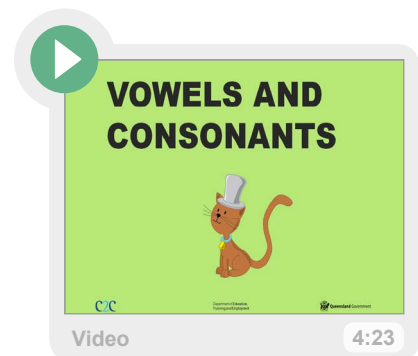 VOWELS AND
CONSONANTS
C2C
Department of Education,
Training and Employment
Queensland Government
Video
4:23